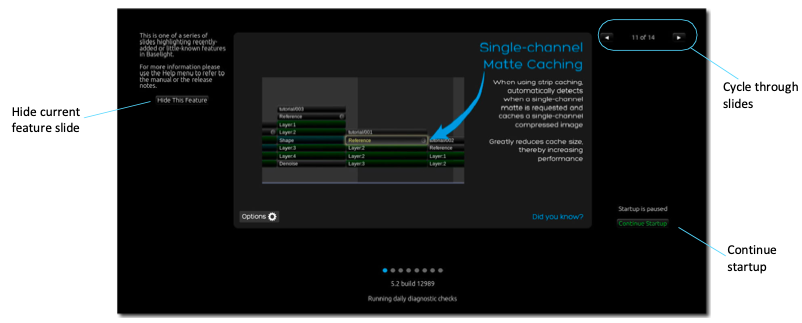 This is one of a series of
slides highlighting recently-
added or little-known features
in Baselight.
For more information please
use the Help menu to refer to
the manual or the release
notes.
Hide This Feature
Hide current
feature slide
Single-channel
Matte Caching
When using strip caching,
automatically detects
when a single-channel
matte is requested and
caches a single-channel
compressed image
Greatly reduces cache size,
thereby increasing
performance
tutorial003
Reference
Layer:1
Layer:2
Shape
Layer:3
Layer:4
Denoise
tutorial001
Reference
Layer:2
Layer:2
Layer:3
Reference
Layer:1
Layer:2
Options
Did you know?
11 of 14
Cycle through
slides
Startup is paused
Continue Startup
Continue
startup
5.2 build 12989
Running daily diagnostic checks